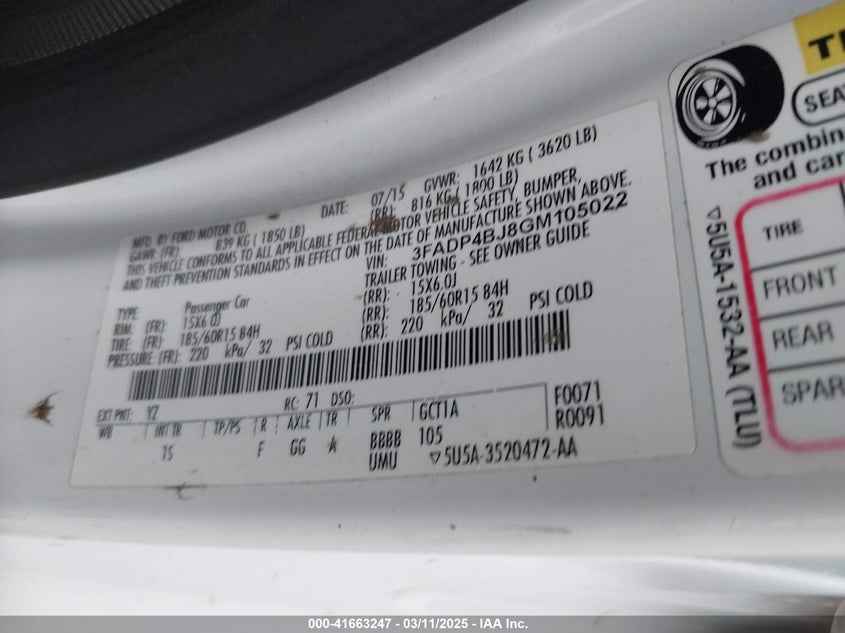 MFD. BY FORD MOTOR CO.
DATE: 07/15 GVWR: 1642 KG ( 3620 LB)
GAWR: (FR): 839 KG ( 1850 LB) (RR): 816 KG ( 1800 LB)
THIS VEHICLE CONFORMS TO ALL APPLICABLE FEDERAL MOTOR VEHICLE SAFETY, BUMPER,
AND THEFT PREVENTION STANDARDS IN EFFECT ON THE DATE OF MANUFACTURE SHOWN ABOVE.
VIN: 3FADP4BJ8GM105022
TYPE: Passenger Car TRAILER TOWING - SEE OWNER GUIDE
RIM: (FR): 15X6.0J (RR): 15X6.0J
TIRE: (FR): 185/60R15 84H (RR): 185/60R15 84H
PRESSURE (FR): 220 kPa/ 32 PSI COLD (RR): 220 kPa/ 32 PSI COLD
EXT PNT: YZ RC: 71 DSO:
WB INT TR TP/PS R AXLE TR SPR GCT1A F0071
15 F GG A BBBB 105 R0091
UMU ▽5U5A-3520472-AA
SEA
The combin
and car
TIRE
FRONT
REAR
SPAR
▽5U5A-1532-AA (TLU)
000-41663247 - 03/11/2025 - IAA Inc.